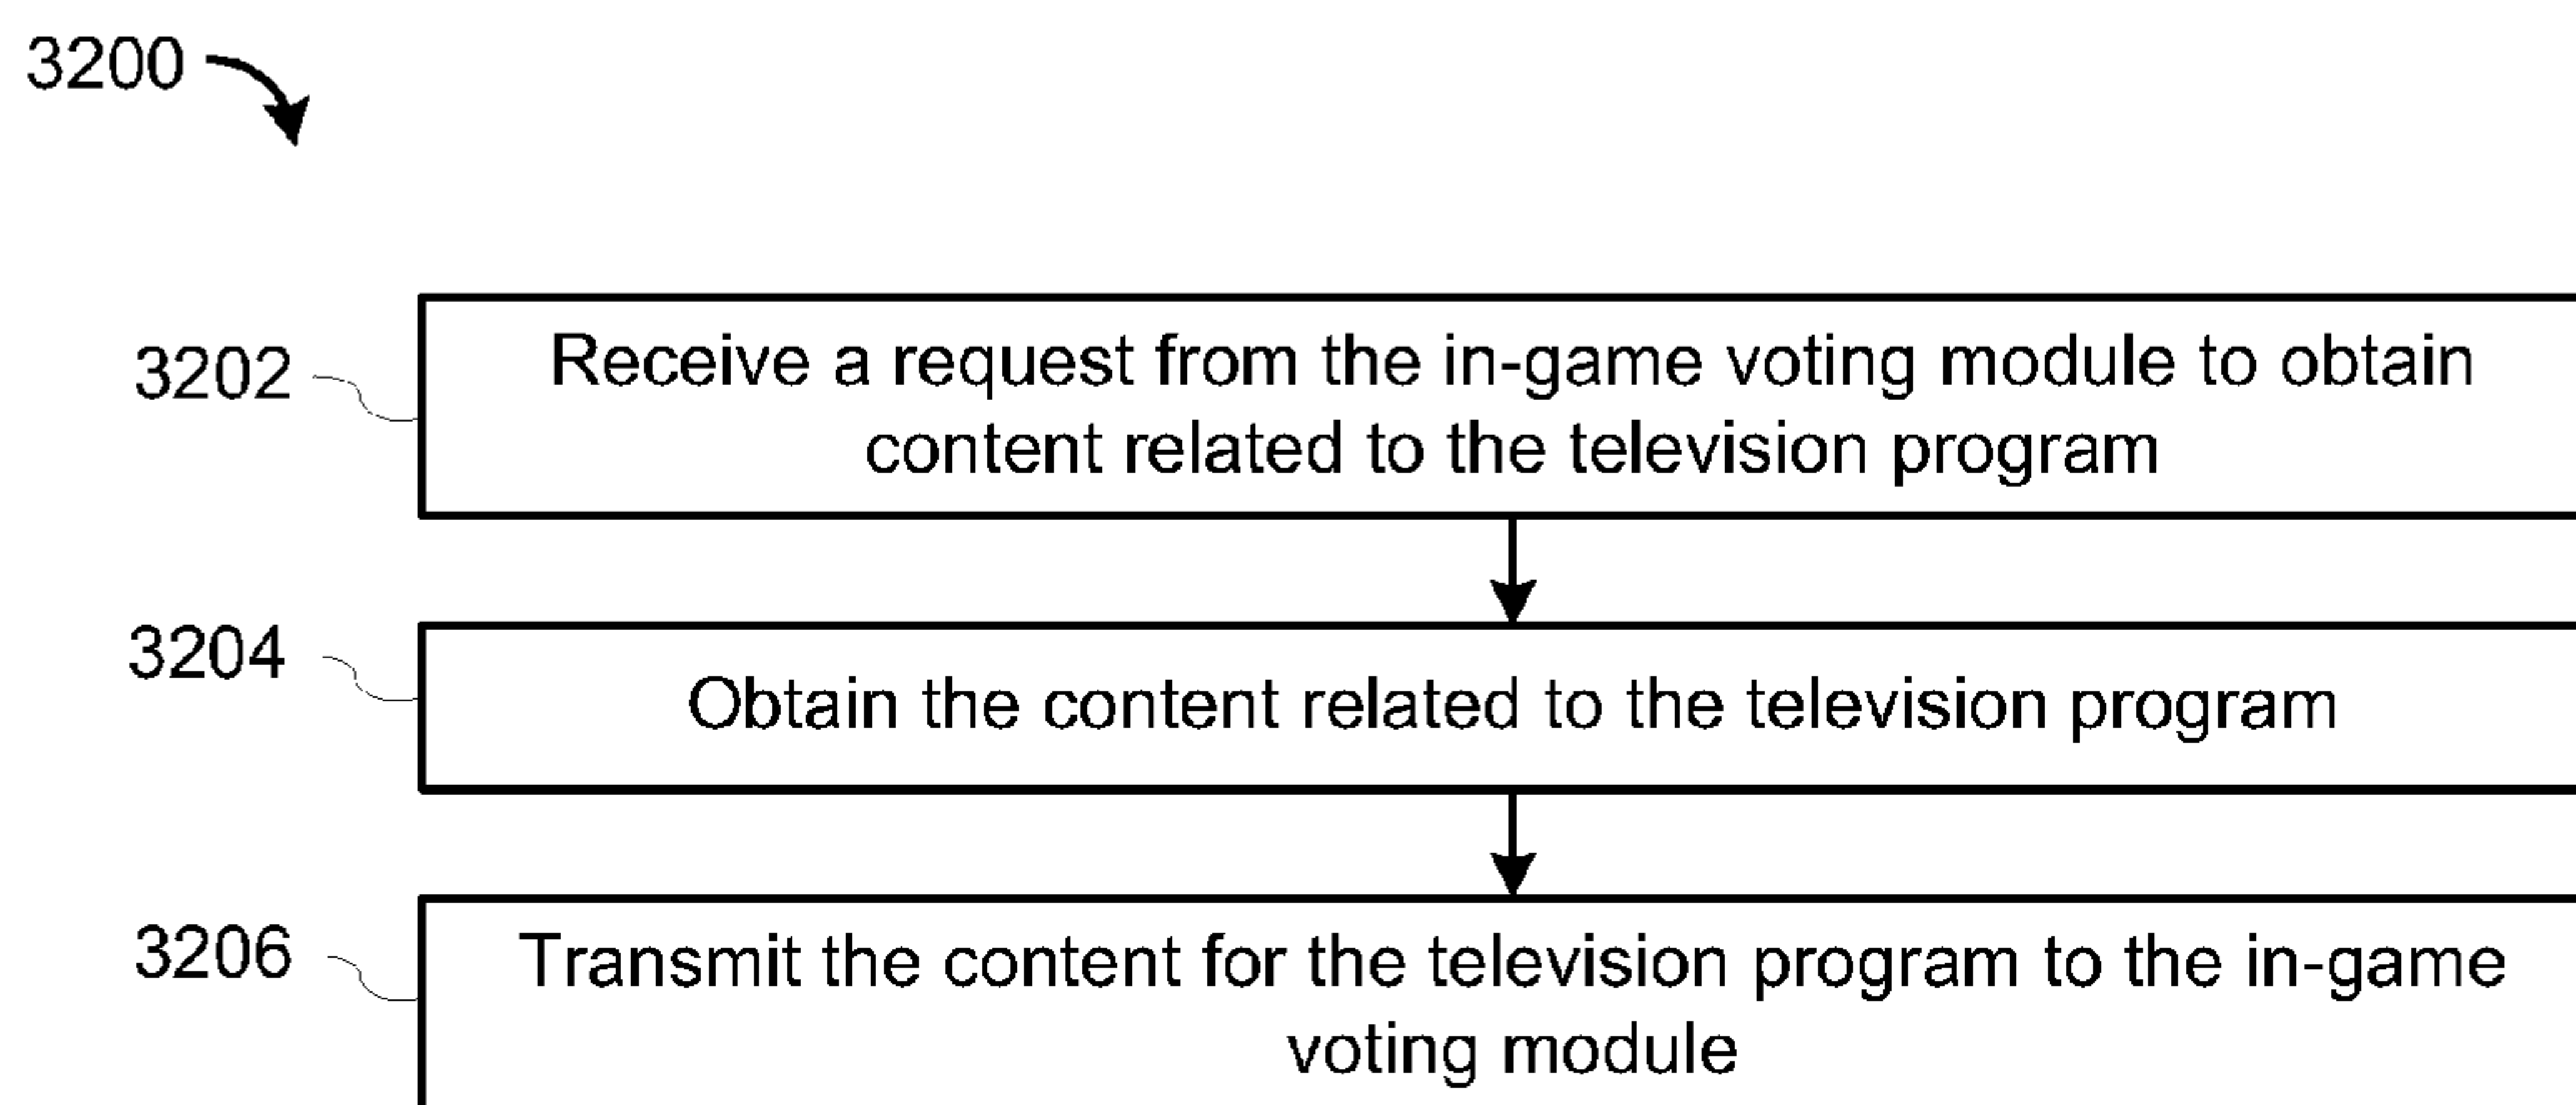 3200
3202
Receive a request from the in-game voting module to obtain
content related to the television program
3204
Obtain the content related to the television program
3206
Transmit the content for the television program to the in-game
voting module